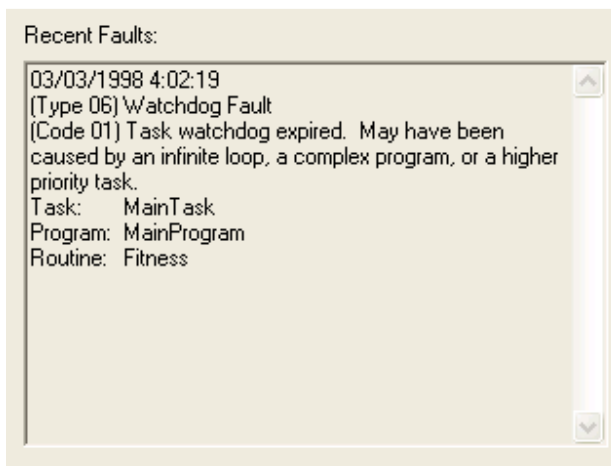 Recent Faults:
03/03/1998 4:02:19
(Type 06) Watchdog Fault
(Code 01) Task watchdog expired.  May have been
caused by an infinite loop, a complex program, or a higher
priority task.
Task:     MainTask
Program:  MainProgram
Routine:  Fitness